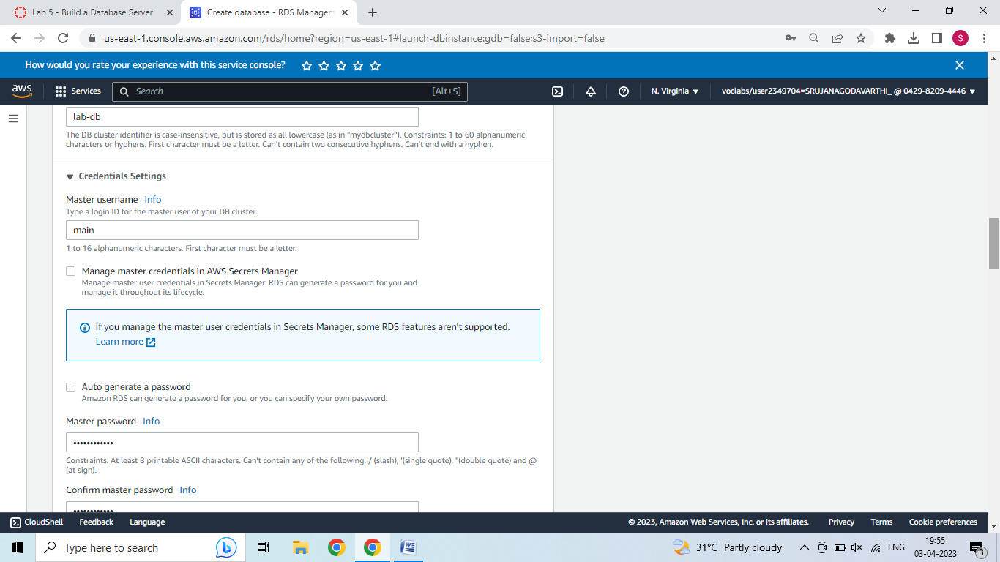 Lab 5 - Build a Database Server
Create database - RDS Managem
us-east-1.console.aws.amazon.com/rds/home?region=us-east-1#launch-dbinstance:gdb=false;s3-import=false
S
How would you rate your experience with this service console?
aws
Services
Search
[Alt+S]
N. Virginia
voclabs/user2349704=SRUJANAGODAVARTHI_ @ 0429-8209-4446
lab-db
The DB cluster identifier is case-insensitive, but is stored as all lowercase (as in "mydbcluster"). Constraints: 1 to 60 alphanumeric
characters or hyphens. First character must be a letter. Can't contain two consecutive hyphens. Can't end with a hyphen.
Credentials Settings
Master username Info
Type a login ID for the master user of your DB cluster.
main
1 to 16 alphanumeric characters. First character must be a letter.
Manage master credentials in AWS Secrets Manager
Manage master user credentials in Secrets Manager. RDS can generate a password for you and
manage it throughout its lifecycle.
If you manage the master user credentials in Secrets Manager, some RDS features aren't supported.
Learn more
Auto generate a password
Amazon RDS can generate a password for you, or you can specify your own password.
Master password Info
••••••••••••
Constraints: At least 8 printable ASCII characters. Can't contain any of the following: / (slash), '(single quote), "(double quote) and @
(at sign).
Confirm master password Info
••••••••••••
CloudShell
Feedback
Language
© 2023, Amazon Web Services, Inc. or its affiliates.
Privacy
Terms
Cookie preferences
Type here to search
31°C Partly cloudy
ENG
19:55
03-04-2023
3